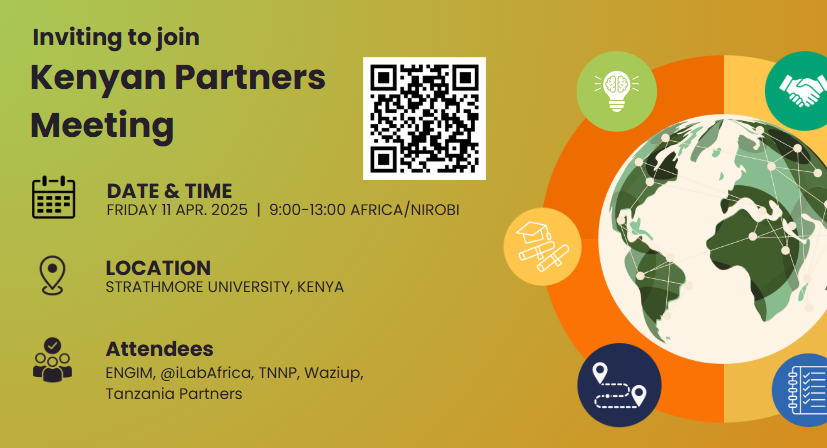 Inviting to join
Kenyan Partners
Meeting
DATE & TIME
FRIDAY 11 APR. 2025 | 9:00-13:00 AFRICA/NIROBI
LOCATION
STRATHMORE UNIVERSITY, KENYA
Attendees
ENGIM, @iLabAfrica, TNNP, Waziup,
Tanzania Partners